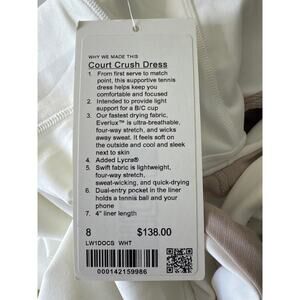 WHY WE MADE THIS
Court Crush Dress
1. From first serve to match
point, this supportive tennis
dress helps keep you
comfortable and focused
2. Intended to provide light
support for a B/C cup
3. Our fastest drying fabric,
Everlux™ is ultra-breathable,
four-way stretch, and wicks
away sweat. It feels soft on
the outside and cool and sleek
next to skin
4. Added Lycra®
5. Swift fabric is lightweight,
four-way stretch,
sweat-wicking, and quick-drying
6. Dual-entry pocket in the liner
holds a tennis ball and your
phone
7. 4" liner length
8 $138.00
LW1DOCS WHT
000142159986